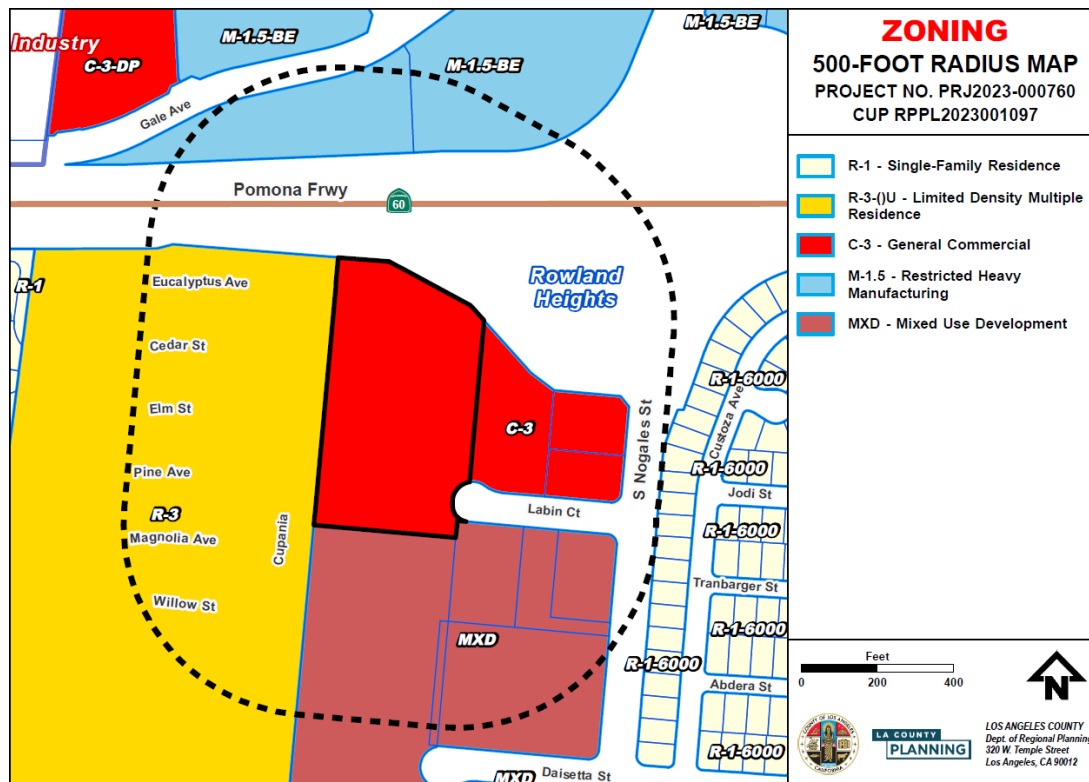 Industry
C-3-DP
M-1.5-BE
M-1.5-BE
M-1.5-BE
Gale Ave
Pomona Frwy
60
R-1
Eucalyptus Ave
Cedar St
Elm St
Pine Ave
R-3
Magnolia Ave
Willow St
Cupania
Rowland
Heights
C-3
S Nogales St
Labin Ct
MXD
MXD
Daisetta St
R-1-6000
Custoza Ave
R-1-6000
Jodi St
R-1-6000
Tranbarger St
R-1-6000
R-1-6000
Abdera St
R-1-6000
ZONING
500-FOOT RADIUS MAP
PROJECT NO. PRJ2023-000760
CUP RPPL2023001097
R-1 - Single-Family Residence
R-3-()U - Limited Density Multiple
Residence
C-3 - General Commercial
M-1.5 - Restricted Heavy
Manufacturing
MXD - Mixed Use Development
Feet
0 200 400
N
COUNTY OF LOS ANGELES
CALIFORNIA
LA COUNTY
PLANNING
LOS ANGELES COUNTY
Dept. of Regional Planning
320 W. Temple Street
Los Angeles, CA 90012